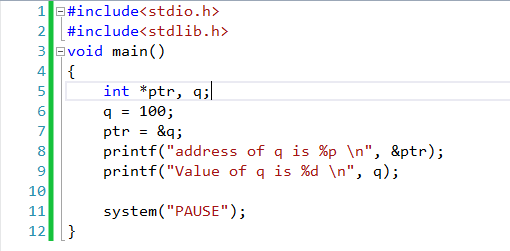 1 #include<stdio.h>
2 #include<stdlib.h>
3 void main()
4 {
5     int *ptr, q;
6     q = 100;
7     ptr = &q;
8     printf("address of q is %p \n", &ptr);
9     printf("Value of q is %d \n", q);
10
11     system("PAUSE");
12 }